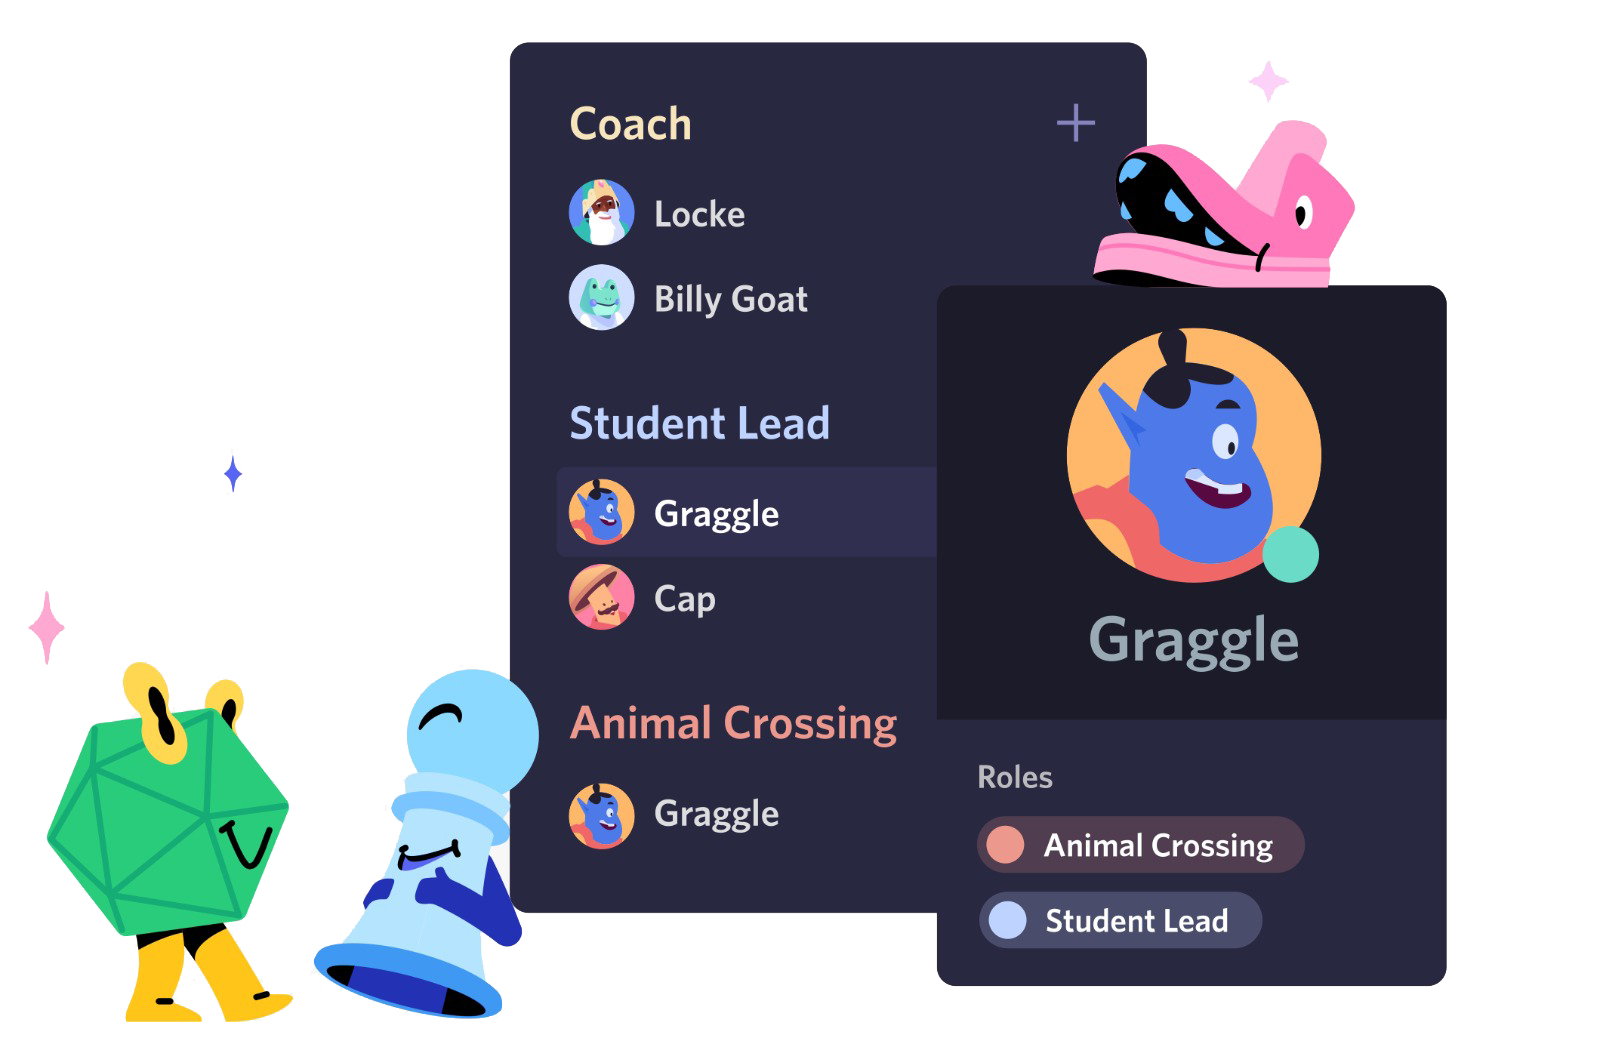 Coach
Locke
Billy Goat
Student Lead
Graggle
Cap
Animal Crossing
Graggle
Graggle
Roles
Animal Crossing
Student Lead